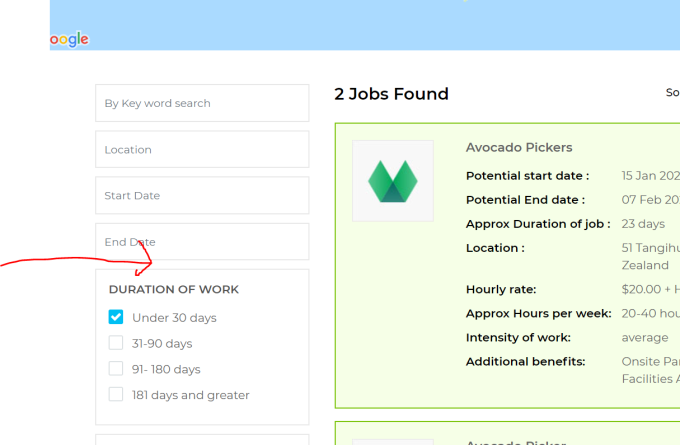 oogle
By Key word search
Location
Start Date
End Date
DURATION OF WORK
Under 30 days
31-90 days
91- 180 days
181 days and greater
2 Jobs Found
So
Avocado Pickers
Potential start date : 15 Jan 202
Potential End date : 07 Feb 20
Approx Duration of job : 23 days
Location : 51 Tangihu
Zealand
Hourly rate: $20.00 + H
Approx Hours per week: 20-40 hou
Intensity of work: average
Additional benefits: Onsite Par
Facilities A
Avocado Picker